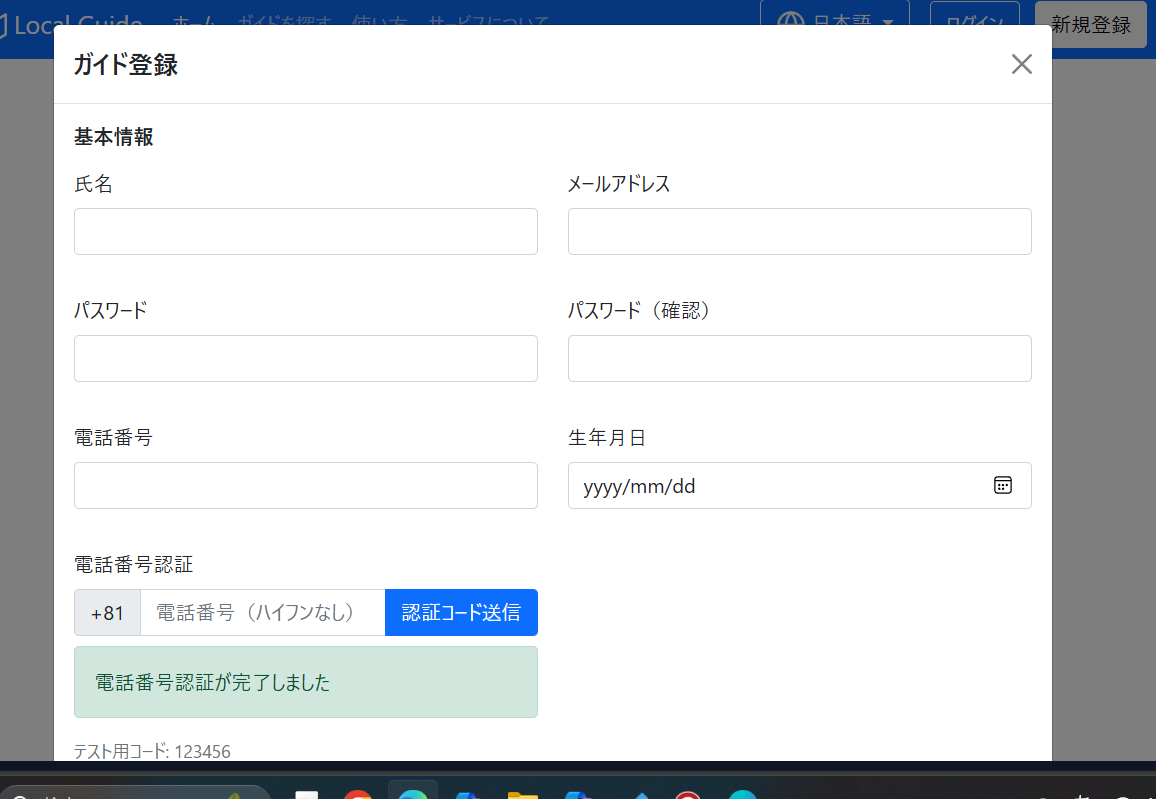 Local Guide ホーム ガイドを探す 使い方 サービスについて 日本語 ログイン 新規登録
ガイド登録
基本情報
氏名 メールアドレス
パスワード パスワード（確認）
電話番号 生年月日
yyyy/mm/dd
電話番号認証
+81 電話番号（ハイフンなし） 認証コード送信
電話番号認証が完了しました
テスト用コード: 123456